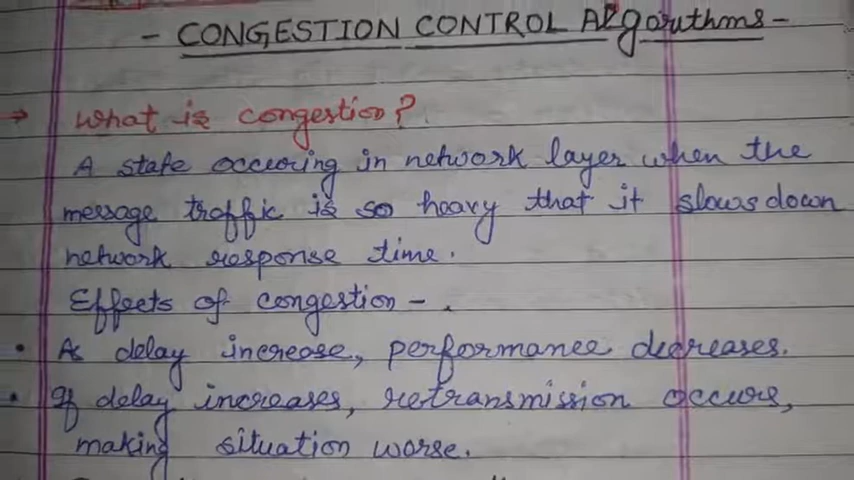 - CONGESTION CONTROL Algorithms -
→ What is congestion?
A state occuring in network layer when the
message traffic is so heavy that it slows down
network response time.
Effects of congestion -
• As delay increase, performance decreases.
• If delay increases, retransmission occurs,
making situation worse.